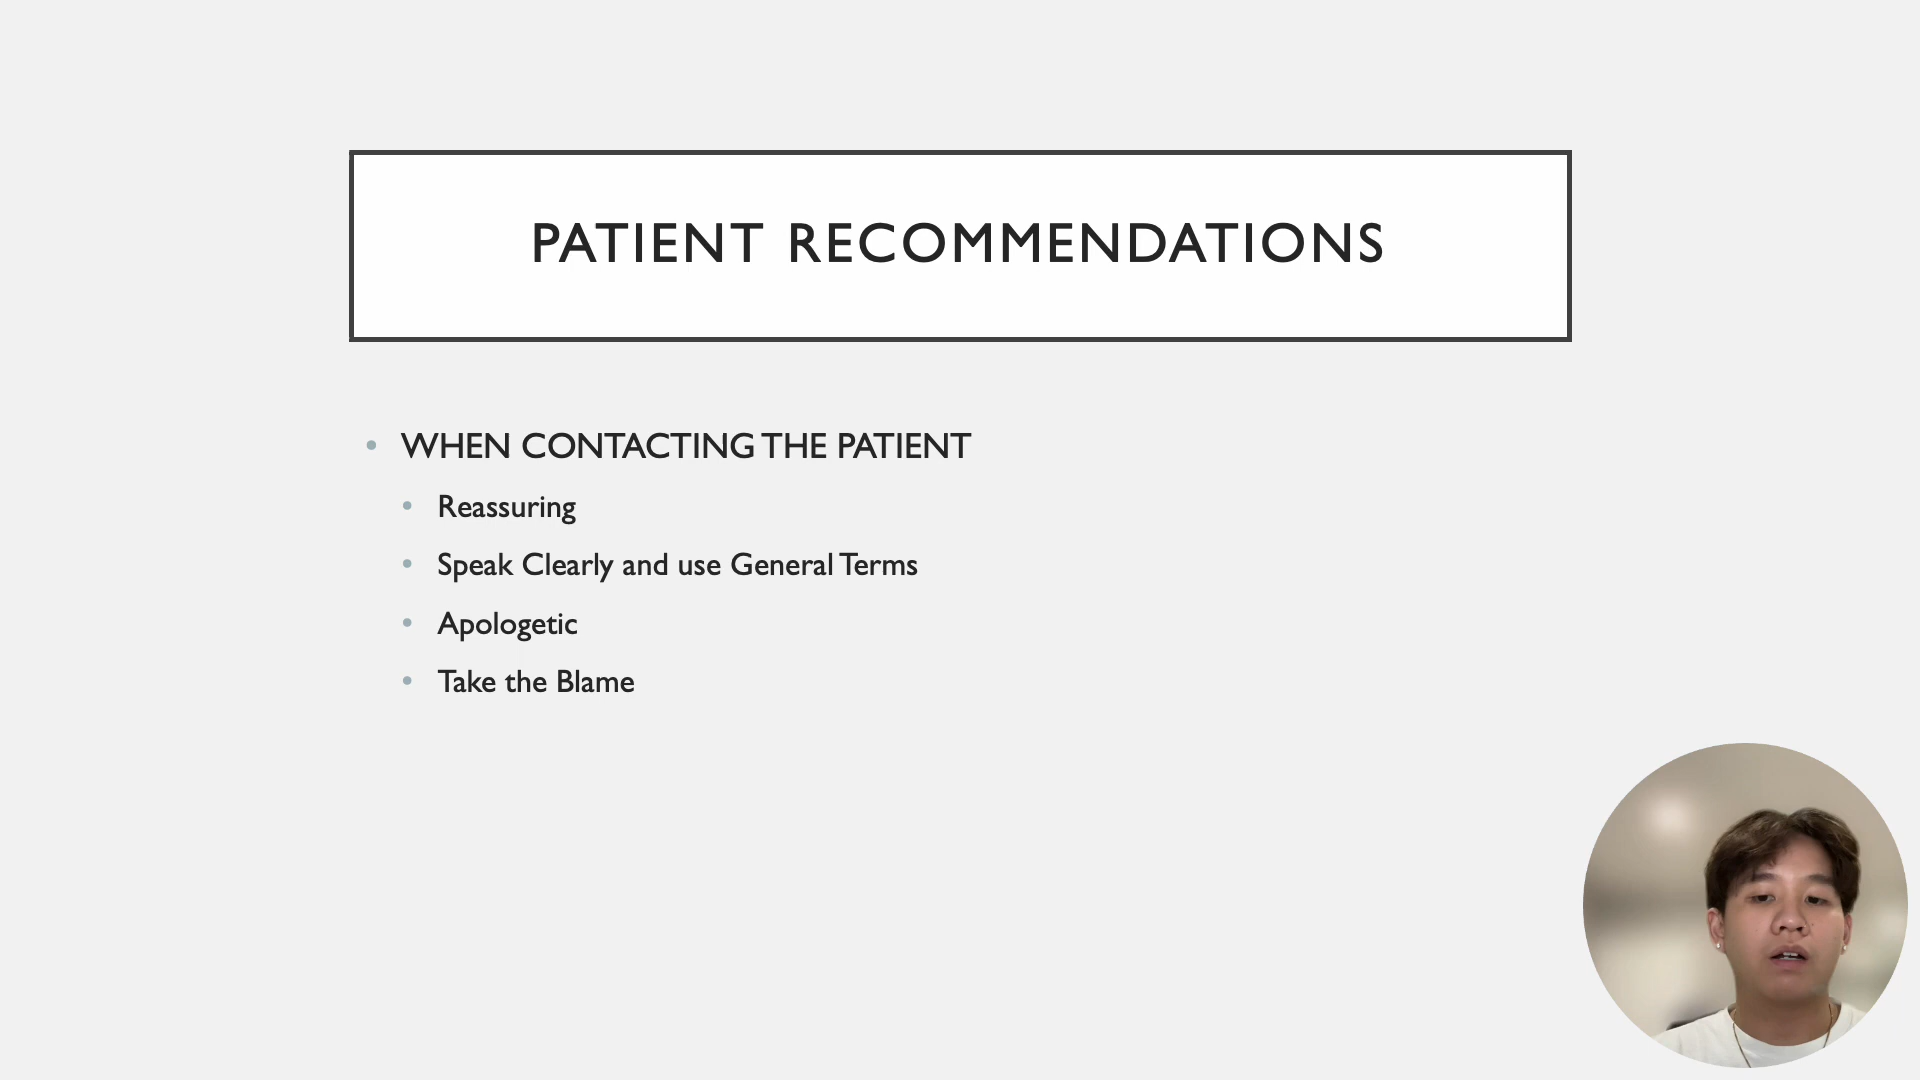 PATIENT RECOMMENDATIONS
WHEN CONTACTING THE PATIENT
Reassuring
Speak Clearly and use General Terms
Apologetic
Take the Blame